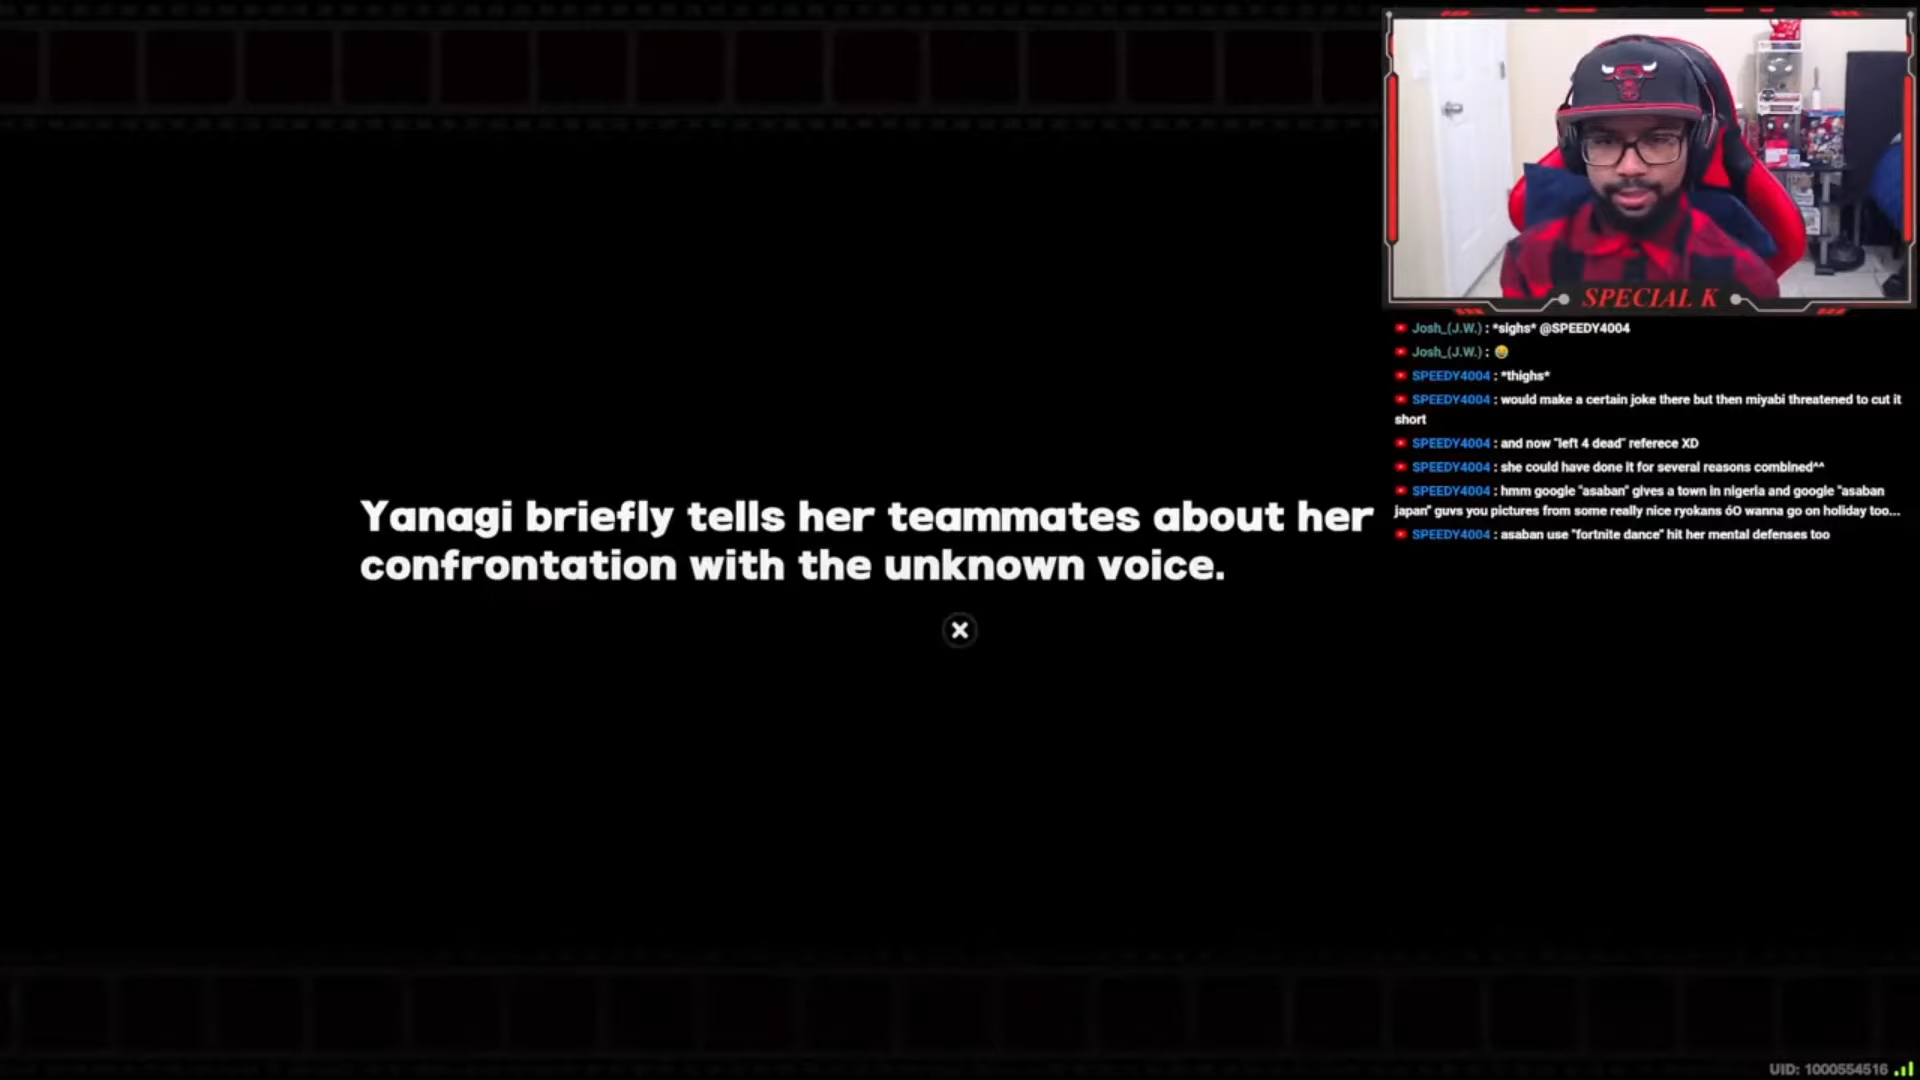 Yanagi briefly tells her teammates about her
confrontation with the unknown voice.
SPECIAL K
Josh_(J.W.) : *sighs* @SPEEDY4004
Josh_(J.W.) : 😂
SPEEDY4004 : *thighs*
SPEEDY4004 : would make a certain joke there but then miyabi threatened to cut it
short
SPEEDY4004 : and now "left 4 dead" referece XD
SPEEDY4004 : she could have done it for several reasons combined^^
SPEEDY4004 : hmm google "asaban" gives a town in nigeria and google "asaban
japan" guvs you pictures from some really nice ryokans óO wanna go on holiday too...
SPEEDY4004 : asaban use "fortnite dance" hit her mental defenses too
UID: 1000554516